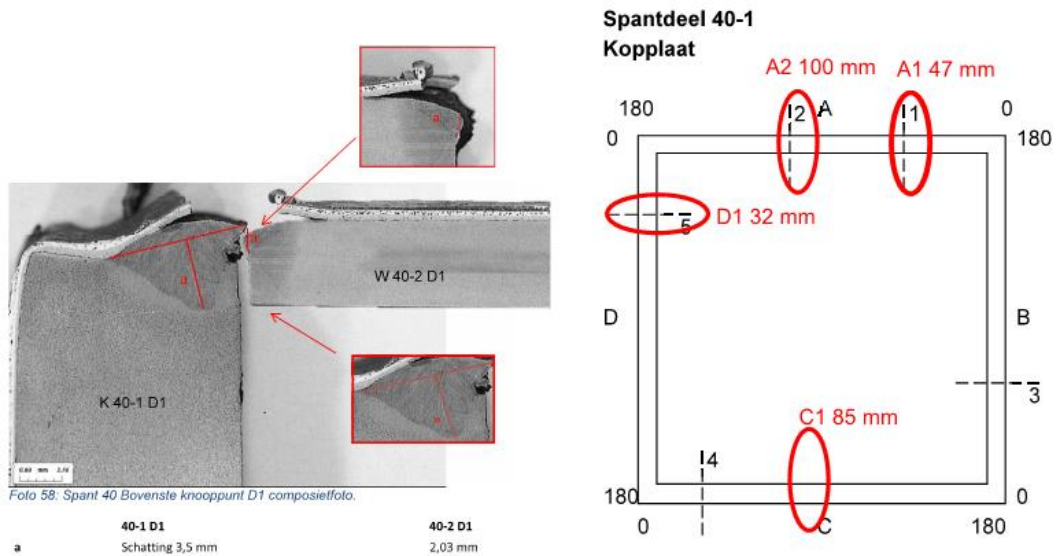 a
a
W 40-2 D1
a
K 40-1 D1
a
Foto 58: Spant 40 Bovenste knooppunt D1 composietfoto.
40-1 D1 40-2 D1
a Schatting 3,5 mm 2,03 mm
Spantdeel 40-1
Kopplaat
A2 100 mm A1 47 mm
180 2 A 1 0
0 180
D1 32 mm
5
D B
3
C1 85 mm
4
180 0
0 C 180